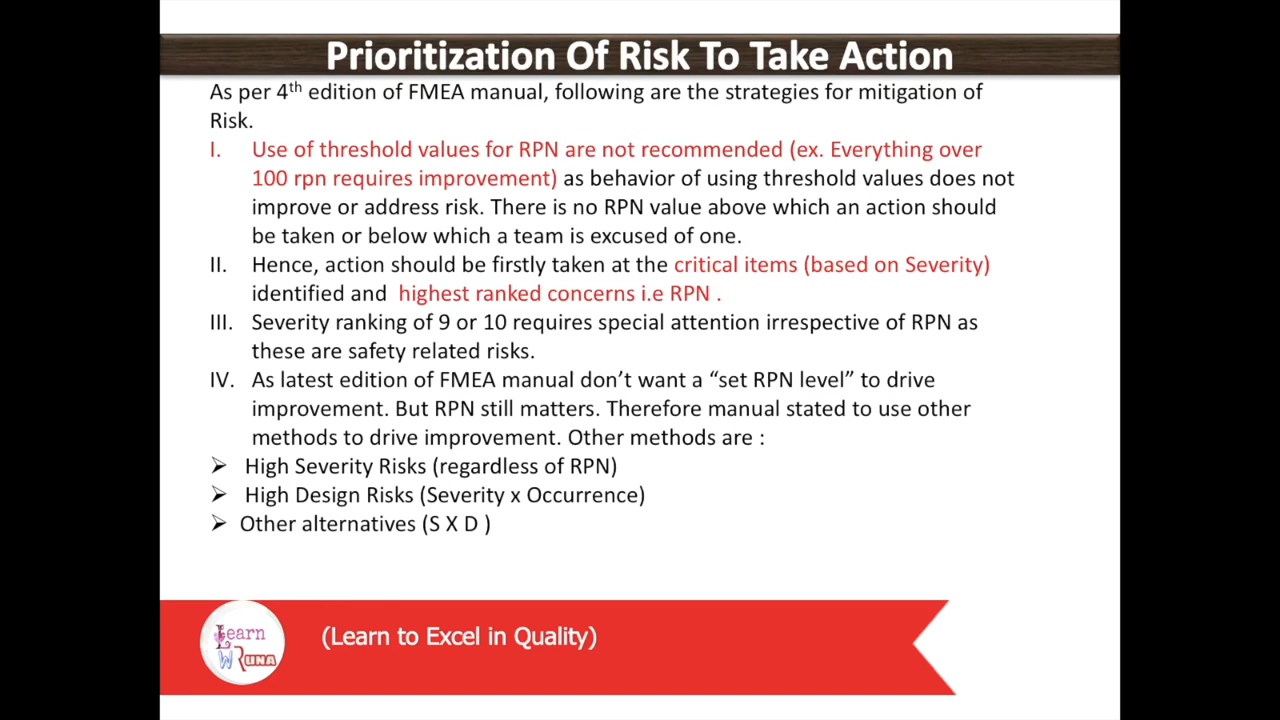 Prioritization Of Risk To Take Action
As per 4th edition of FMEA manual, following are the strategies for mitigation of
Risk.
I. Use of threshold values for RPN are not recommended (ex. Everything over
100 rpn requires improvement) as behavior of using threshold values does not
improve or address risk. There is no RPN value above which an action should
be taken or below which a team is excused of one.
II. Hence, action should be firstly taken at the critical items (based on Severity)
identified and highest ranked concerns i.e RPN .
III. Severity ranking of 9 or 10 requires special attention irrespective of RPN as
these are safety related risks.
IV. As latest edition of FMEA manual don’t want a “set RPN level” to drive
improvement. But RPN still matters. Therefore manual stated to use other
methods to drive improvement. Other methods are :
➢ High Severity Risks (regardless of RPN)
➢ High Design Risks (Severity x Occurrence)
➢ Other alternatives (S X D )
(Learn to Excel in Quality)
Learn
W RUNA